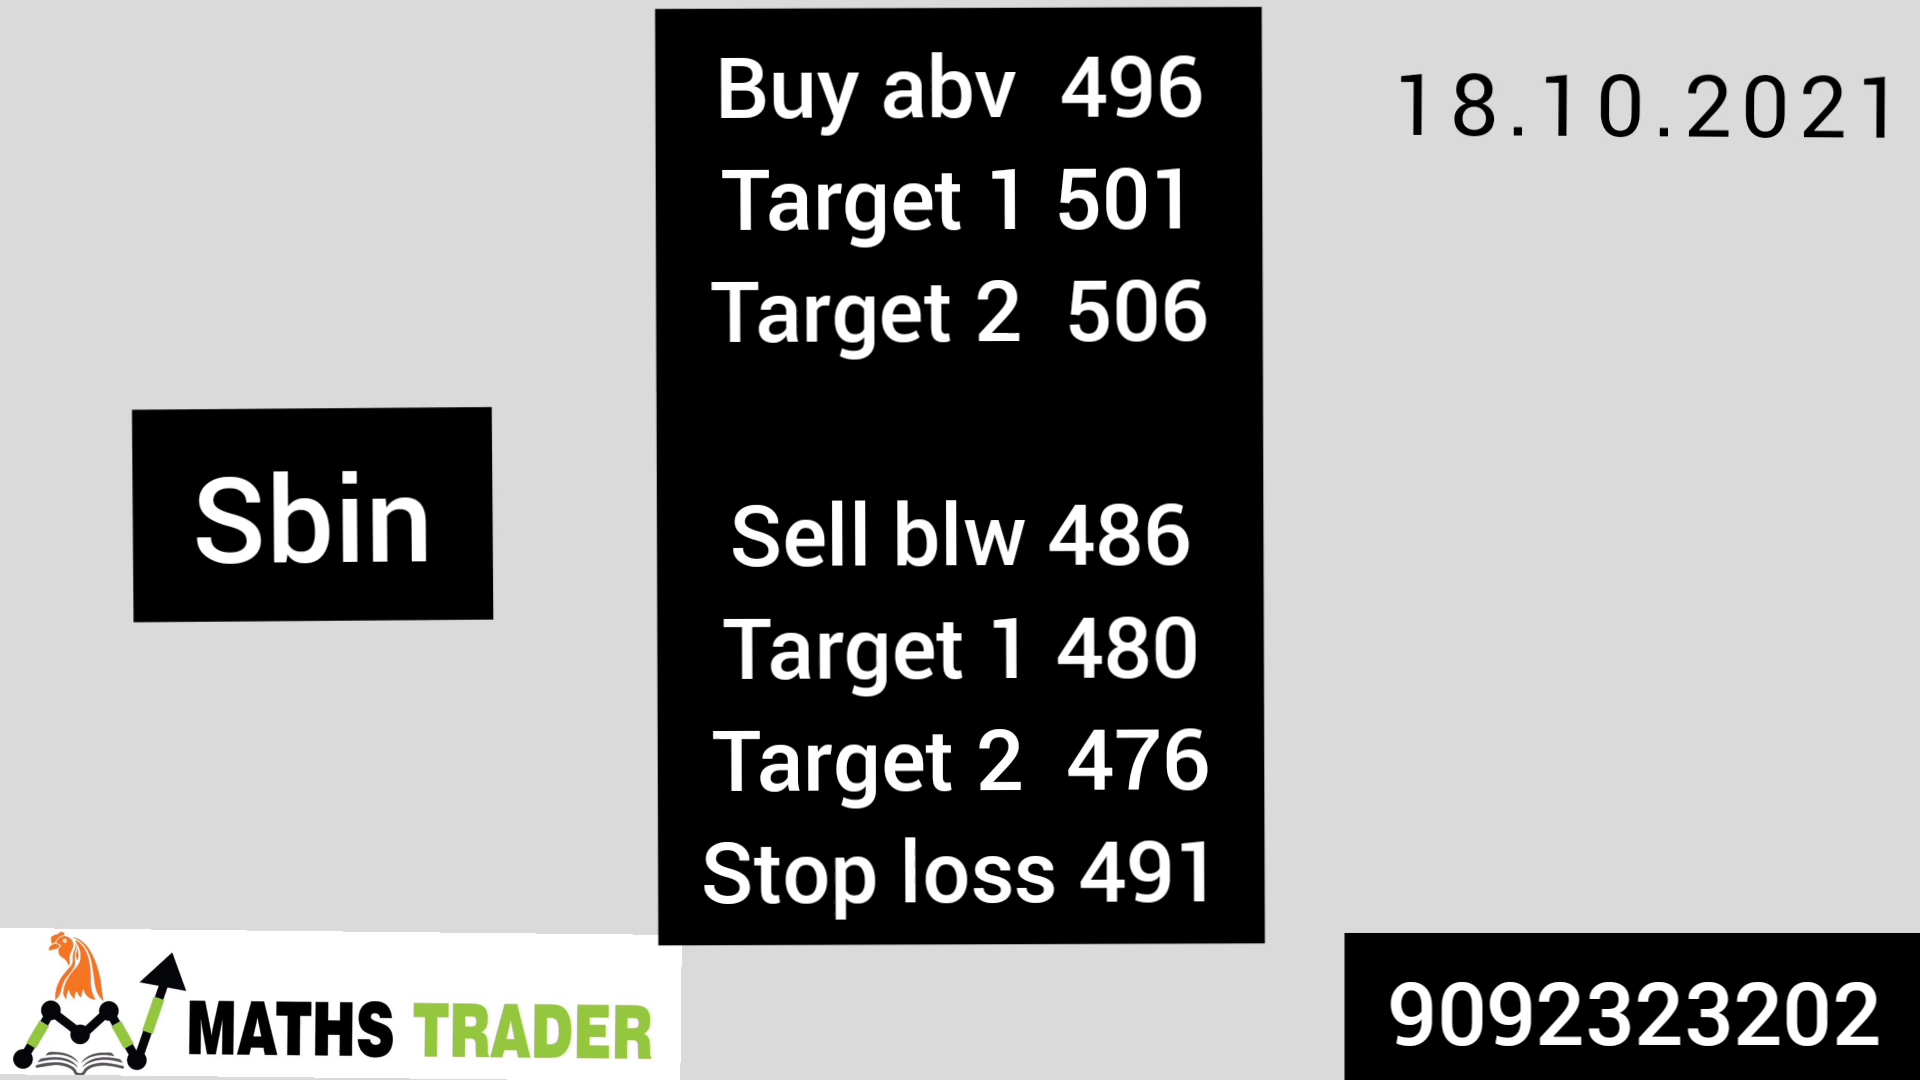 Buy abv 496
Target 1 501
Target 2 506
Sell blw 486
Target 1 480
Target 2 476
Stop loss 491
18.10.2021
Sbin
MATHS TRADER
9092323202